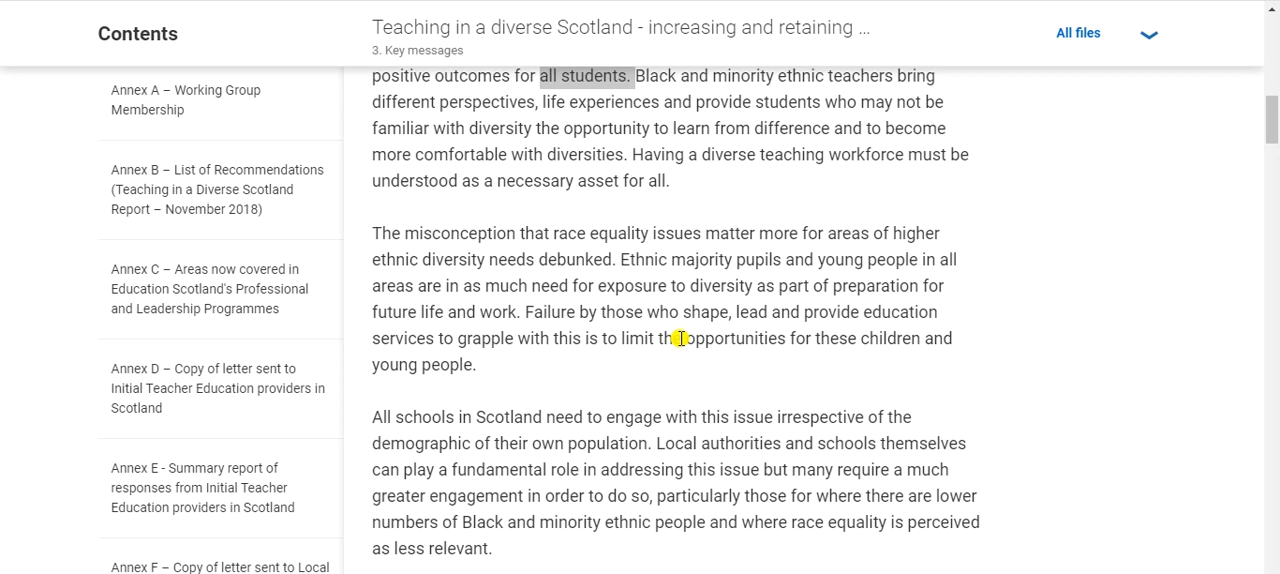 Contents
Teaching in a diverse Scotland - increasing and retaining ...
3. Key messages
All files
Annex A – Working Group
Membership
Annex B – List of Recommendations
(Teaching in a Diverse Scotland
Report – November 2018)
Annex C – Areas now covered in
Education Scotland's Professional
and Leadership Programmes
Annex D – Copy of letter sent to
Initial Teacher Education providers in
Scotland
Annex E - Summary report of
responses from Initial Teacher
Education providers in Scotland
Annex F – Copy of letter sent to Local
positive outcomes for all students. Black and minority ethnic teachers bring
different perspectives, life experiences and provide students who may not be
familiar with diversity the opportunity to learn from difference and to become
more comfortable with diversities. Having a diverse teaching workforce must be
understood as a necessary asset for all.
The misconception that race equality issues matter more for areas of higher
ethnic diversity needs debunked. Ethnic majority pupils and young people in all
areas are in as much need for exposure to diversity as part of preparation for
future life and work. Failure by those who shape, lead and provide education
services to grapple with this is to limit the opportunities for these children and
young people.
All schools in Scotland need to engage with this issue irrespective of the
demographic of their own population. Local authorities and schools themselves
can play a fundamental role in addressing this issue but many require a much
greater engagement in order to do so, particularly those for where there are lower
numbers of Black and minority ethnic people and where race equality is perceived
as less relevant.